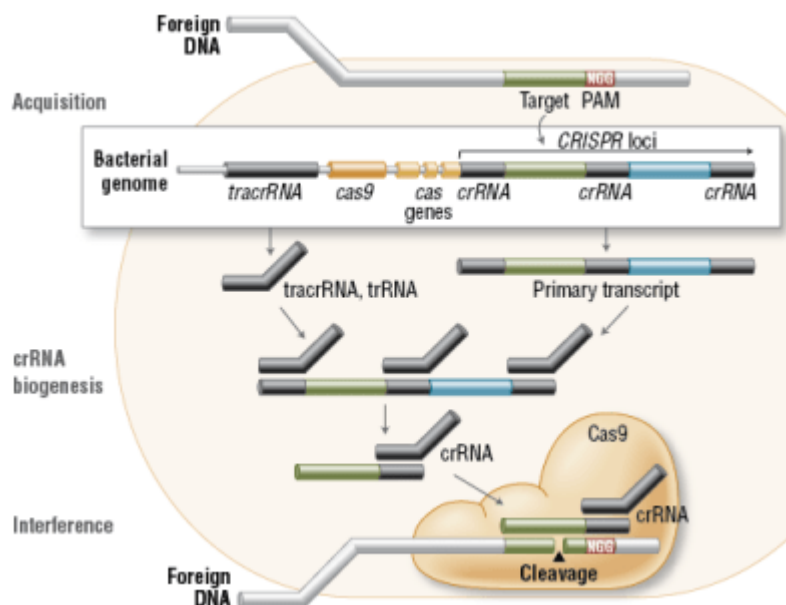 Foreign
DNA
NGG
Acquisition
Target PAM
CRISPR loci
Bacterial
genome
tracrRNA
cas9
cas
genes
crRNA
crRNA
crRNA
tracrRNA, trRNA
Primary transcript
crRNA
biogenesis
crRNA
Cas9
crRNA
Interference
NGG
Cleavage
Foreign
DNA